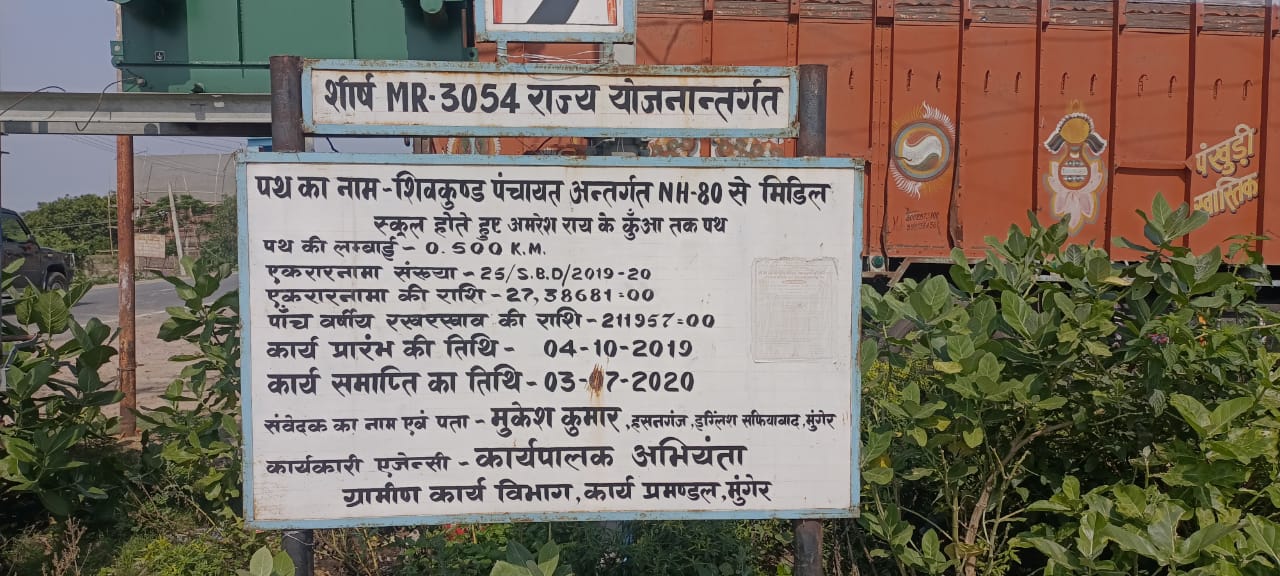 शीर्ष MR-3054 राज्य योजनान्तर्गत
पथ का नाम-शिवकुण्ड पंचायत अन्तर्गत NH-80 से मिडिल
स्कूल होते हुए अमरेश राय के कुँआ तक पथ
पथ की लम्बाई - 0.500 K.M.
एकरारनामा संख्या - 25/S.B.D/2019-20
एकरारनामा की राशि - 27,38681=00
पाँच वर्षीय रखरखाव की राशि - 211957=00
कार्य प्रारंभ की तिथि - 04-10-2019
कार्य समाप्ति का तिथि - 03-07-2020
संवेदक का नाम एवं पता - मुकेश कुमार, हसनगंज, इंग्लिश सफियाबाद, मुंगेर
कार्यकारी एजेन्सी - कार्यपालक अभियंता
ग्रामीण कार्य विभाग, कार्य प्रमण्डल, मुंगेर
पंखुड़ी
स्वास्तिक